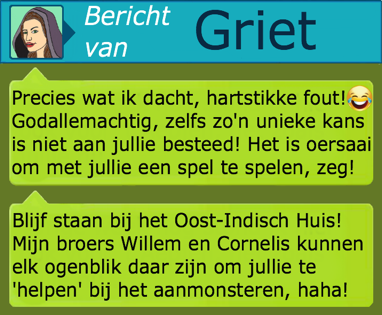 Bericht
van
Griet
Precies wat ik dacht, hartstikke fout!😂
Godallemachtig, zelfs zo'n unieke kans
is niet aan jullie besteed! Het is oersaai
om met jullie een spel te spelen, zeg!
Blijf staan bij het Oost-Indisch Huis!
Mijn broers Willem en Cornelis kunnen
elk ogenblik daar zijn om jullie te
'helpen' bij het aanmonsteren, haha!